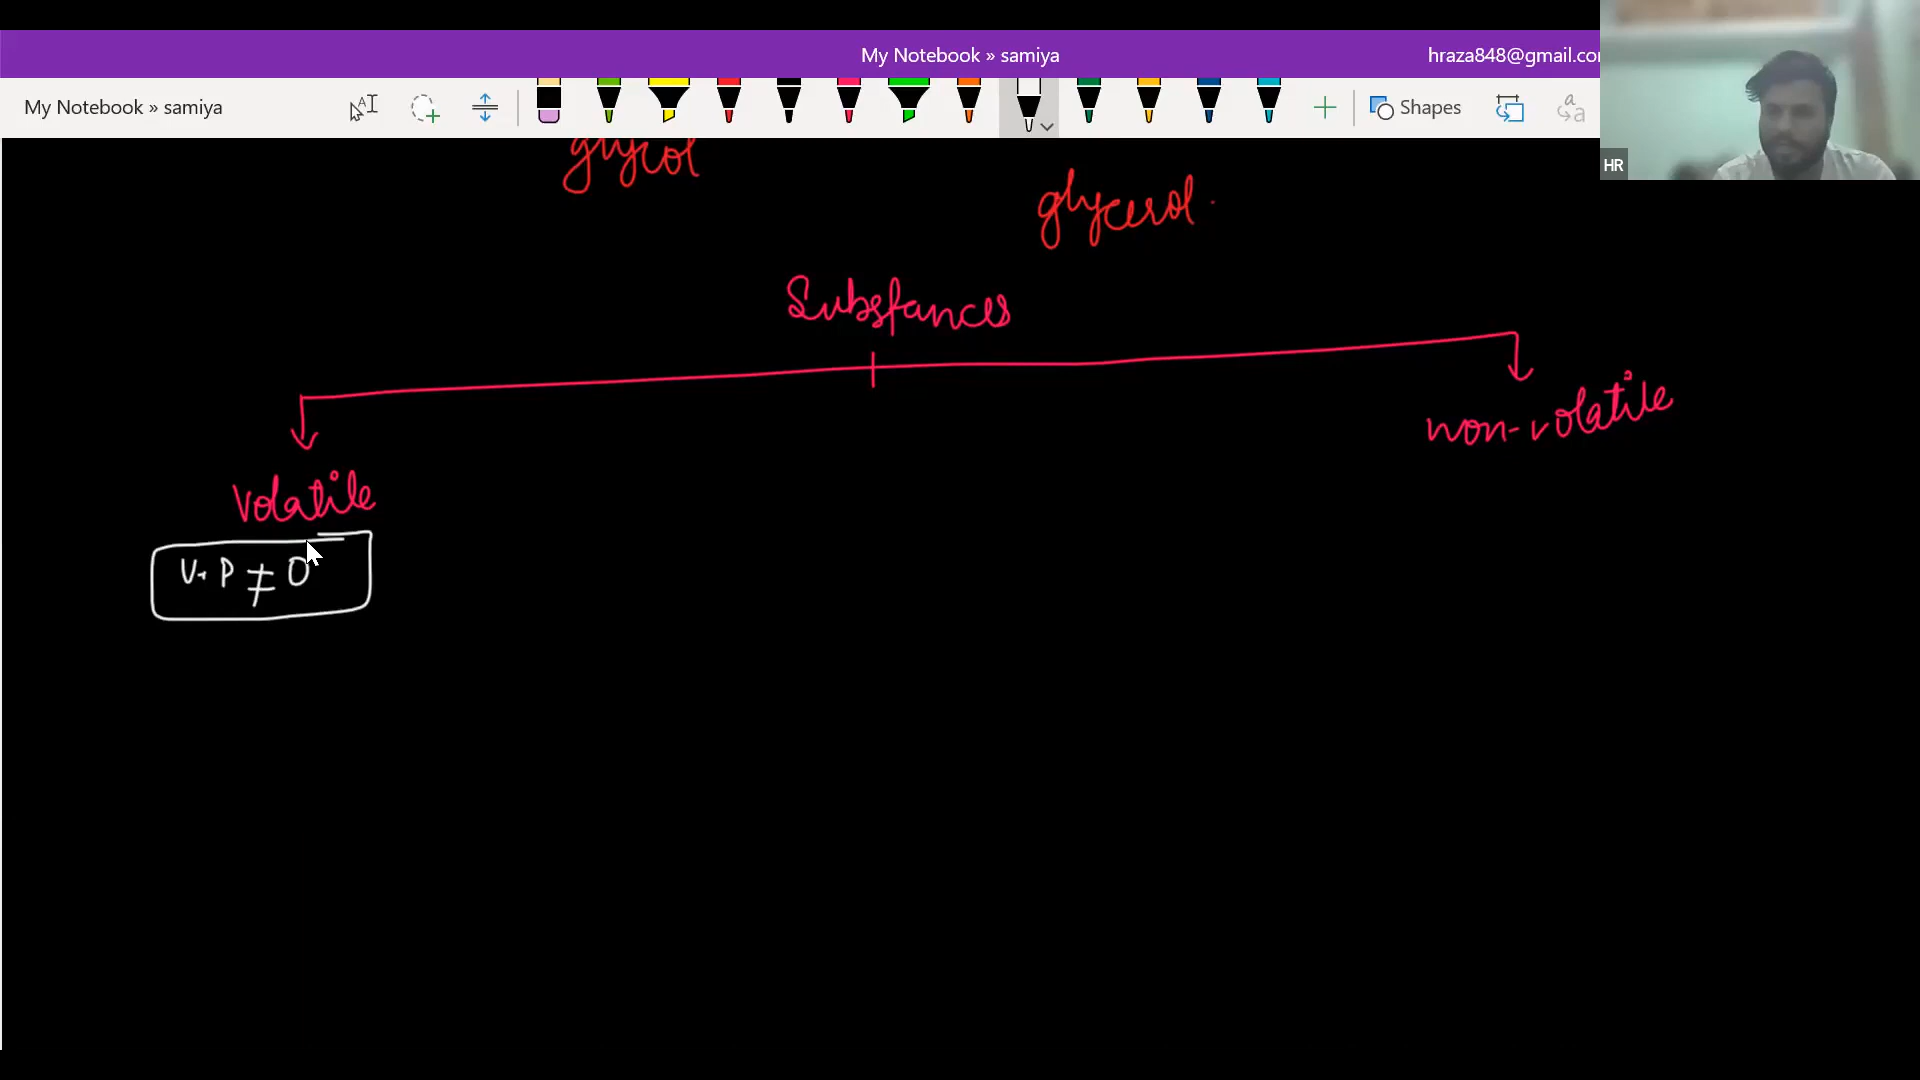 My Notebook » samiya
hraza848@gmail.co
My Notebook » samiya
Shapes
HR
glycol
glycerol.
Substances
non-volatile
Volatile
V.P ≠ 0